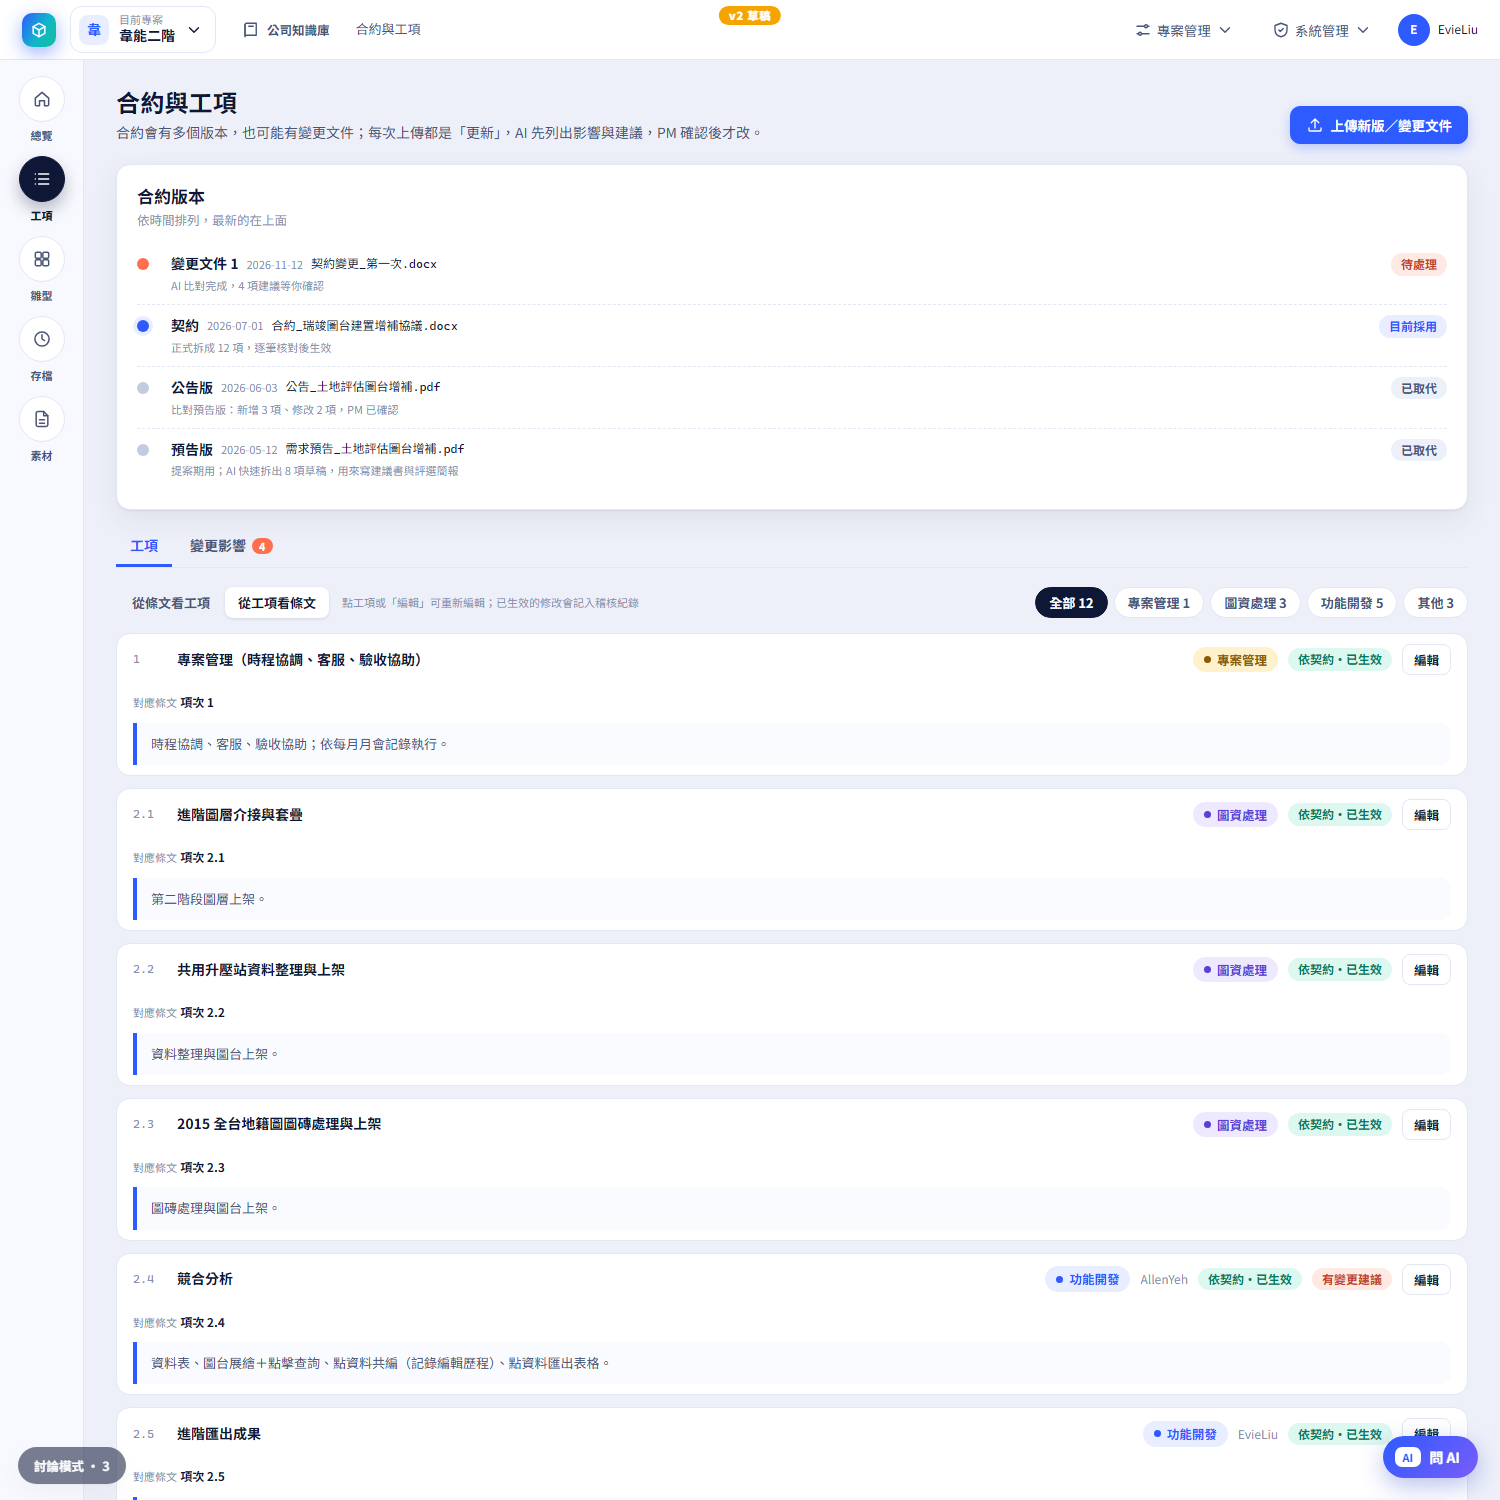 v2 草稿
韋
目前專案
韋能二階
公司知識庫
合約與工項
專案管理
系統管理
E
EvieLiu
總覽
工項
雛型
存檔
素材
合約與工項
合約會有多個版本，也可能有變更文件；每次上傳都是「更新」，AI 先列出影響與建議，PM 確認後才改。
上傳新版／變更文件
合約版本
依時間排列，最新的在上面
變更文件 1 2026-11-12 契約變更_第一次.docx 待處理
AI 比對完成，4 項建議等你確認
契約 2026-07-01 合約_瑞竣圖台建置增補協議.docx 目前採用
正式拆成 12 項，逐筆核對後生效
公告版 2026-06-03 公告_土地評估圖台增補.pdf 已取代
比對預告版：新增 3 項、修改 2 項，PM 已確認
預告版 2026-05-12 需求預告_土地評估圖台增補.pdf 已取代
提案期用；AI 快速拆出 8 項草稿，用來寫建議書與評選簡報
工項 變更影響 4
從條文看工項 從工項看條文 點工項或「編輯」可重新編輯；已生效的修改會記入稽核紀錄 全部 12 專案管理 1 圖資處理 3 功能開發 5 其他 3
1 專案管理（時程協調、客服、驗收協助） 專案管理 依契約・已生效 編輯
對應條文 項次 1
時程協調、客服、驗收協助；依每月月會記錄執行。
2.1 進階圖層介接與套疊 圖資處理 依契約・已生效 編輯
對應條文 項次 2.1
第二階段圖層上架。
2.2 共用升壓站資料整理與上架 圖資處理 依契約・已生效 編輯
對應條文 項次 2.2
資料整理與圖台上架。
2.3 2015 全台地籍圖圖磚處理與上架 圖資處理 依契約・已生效 編輯
對應條文 項次 2.3
圖磚處理與圖台上架。
2.4 競合分析 功能開發 AllenYeh 依契約・已生效 有變更建議 編輯
對應條文 項次 2.4
資料表、圖台展繪＋點擊查詢、點資料共編（記錄編輯歷程）、點資料匯出表格。
2.5 進階匯出成果 功能開發 EvieLiu 依契約・已生效 編輯
對應條文 項次 2.5
討論模式 · 3
AI 問 AI